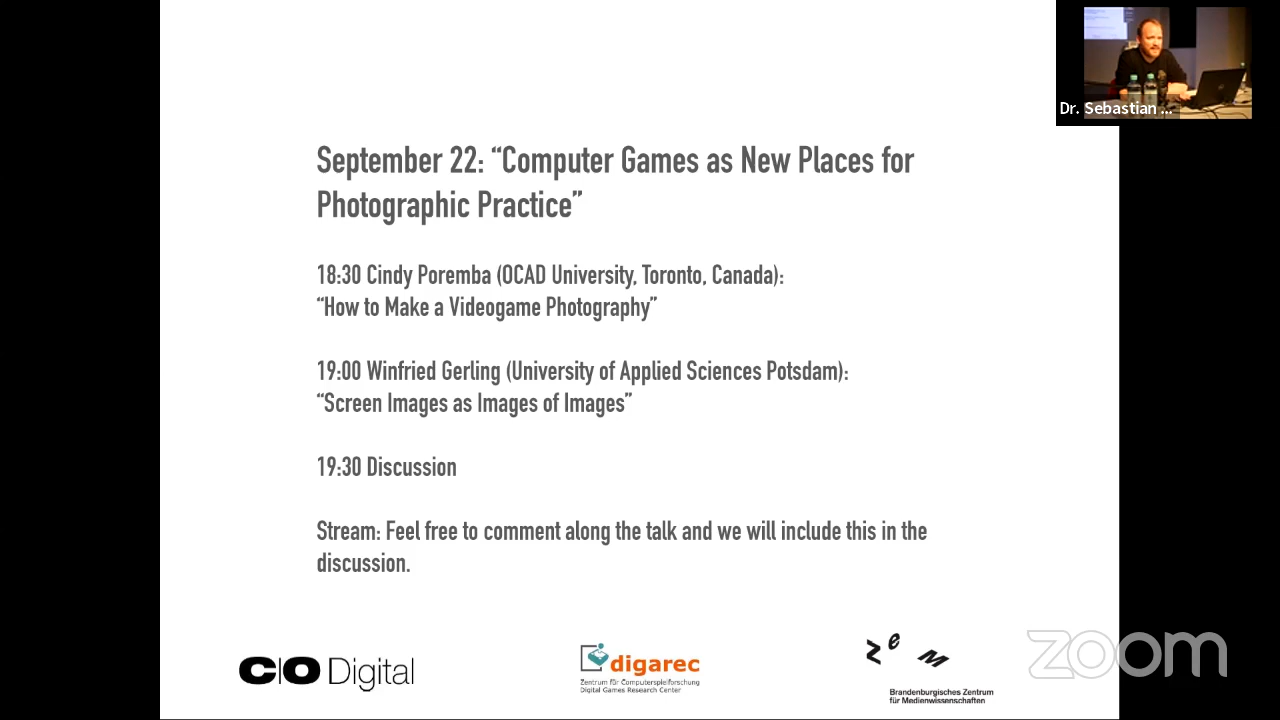 Dr. Sebastian ...
September 22: “Computer Games as New Places for
Photographic Practice”
18:30 Cindy Poremba (OCAD University, Toronto, Canada):
“How to Make a Videogame Photography”
19:00 Winfried Gerling (University of Applied Sciences Potsdam):
“Screen Images as Images of Images”
19:30 Discussion
Stream: Feel free to comment along the talk and we will include this in the
discussion.
C|O Digital
digarec
Zentrum für Computerspielforschung
Digital Games Research Center
ZeM
Brandenburgisches Zentrum
für Medienwissenschaften
zoom